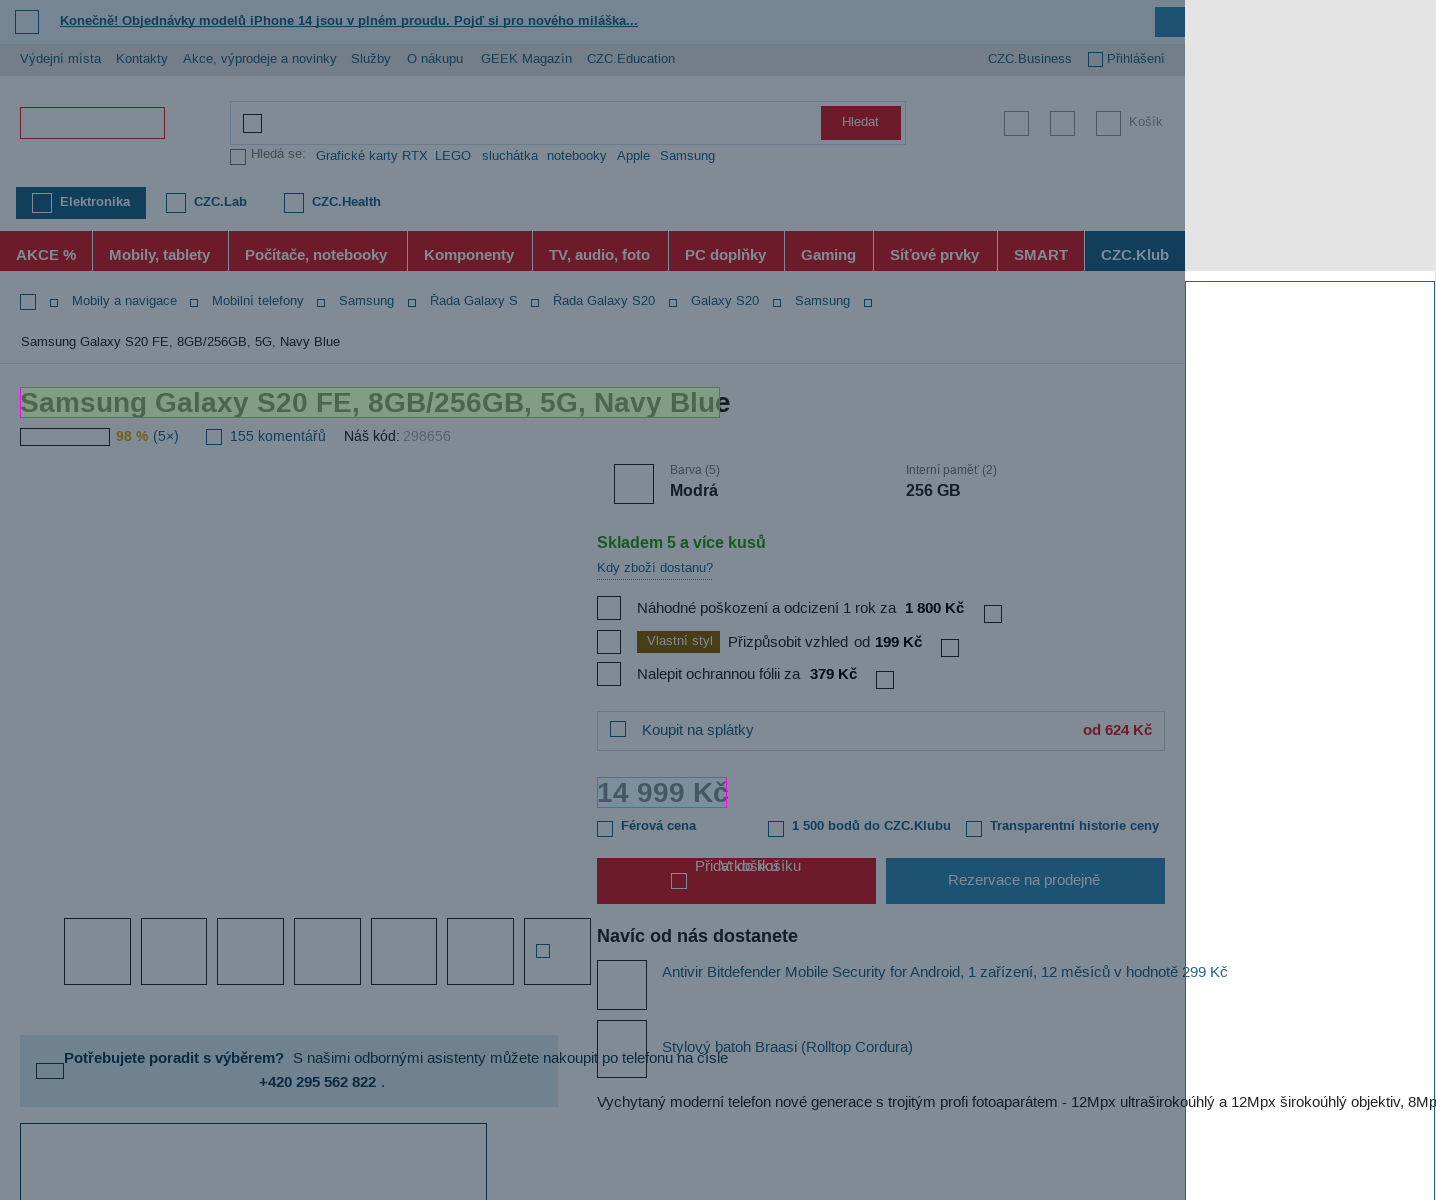 Konečně! Objednávky modelů iPhone 14 jsou v plném proudu. Pojď si pro nového miláška...
Výdejní místa Kontakty Akce, výprodeje a novinky Služby O nákupu GEEK Magazín CZC.Education CZC.Business Přihlášení
Hledat Košík
Hledá se: Grafické karty RTX LEGO sluchátka notebooky Apple Samsung
Elektronika CZC.Lab CZC.Health
AKCE % Mobily, tablety Počítače, notebooky Komponenty TV, audio, foto PC doplňky Gaming Síťové prvky SMART CZC.Klub
Mobily a navigace Mobilní telefony Samsung Řada Galaxy S Řada Galaxy S20 Galaxy S20 Samsung
Samsung Galaxy S20 FE, 8GB/256GB, 5G, Navy Blue
Samsung Galaxy S20 FE, 8GB/256GB, 5G, Navy Blue
98 % (5×) 155 komentářů Náš kód: 298656
Barva (5) Interní paměť (2)
Modrá 256 GB
Skladem 5 a více kusů
Kdy zboží dostanu?
Náhodné poškození a odcizení 1 rok za 1 800 Kč
Vlastní styl Přizpůsobit vzhled od 199 Kč
Nalepit ochrannou fólii za 379 Kč
Koupit na splátky od 624 Kč
14 999 Kč
Férová cena 1 500 bodů do CZC.Klubu Transparentní historie ceny
Přidat do košíku V košíku
Rezervace na prodejně
Navíc od nás dostanete
Antivir Bitdefender Mobile Security for Android, 1 zařízení, 12 měsíců v hodnotě 299 Kč
Stylový batoh Braasi (Rolltop Cordura)
Potřebujete poradit s výběrem? S našimi odbornými asistenty můžete nakoupit po telefonu na čísle
+420 295 562 822 .
Vychytaný moderní telefon nové generace s trojitým profi fotoaparátem - 12Mpx ultraširokoúhlý a 12Mpx širokoúhlý objektiv, 8Mp